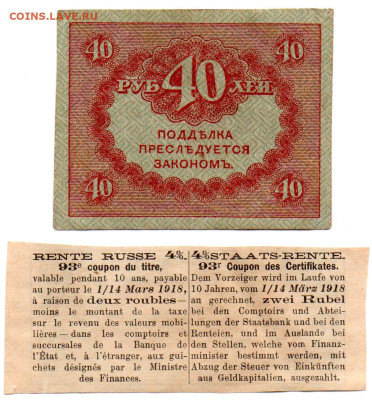 COINS.ЛАVE.RU
40 40
РУБ 40 ЛЕЙ
ПОДДѢЛКА
ПРЕСЛѢДУЕТСЯ
ЗАКОНОМЪ.
40 40
RENTE RUSSE 4%.
93e coupon du titre,
valable pendant 10 ans, payable
au porteur le 1/14 Mars 1918,
à raison de deux roubles—
moins le montant de la taxe
sur le revenu des valeurs mobi-
lières—dans les comptoirs et
succursales de la Banque de
l'État et, à l'étranger, aux gui-
chets désignés par le Ministre
des Finances.
4% STAATS-RENTE.
93r Coupon des Certifikates.
Dem Vorzeiger wird im Laufe von
10 Jahren, vom 1/14 März 1918
an gerechnet, zwei Rubel
bei den Comptoirs und Abtei-
lungen der Staatsbank und bei den
Renteien, und im Auslande bei
den Stellen, welche vom Finanz-
minister bestimmt werden, mit
Abzug der Steuer von Einkünften
aus Geldkapitalien, ausgezahlt.